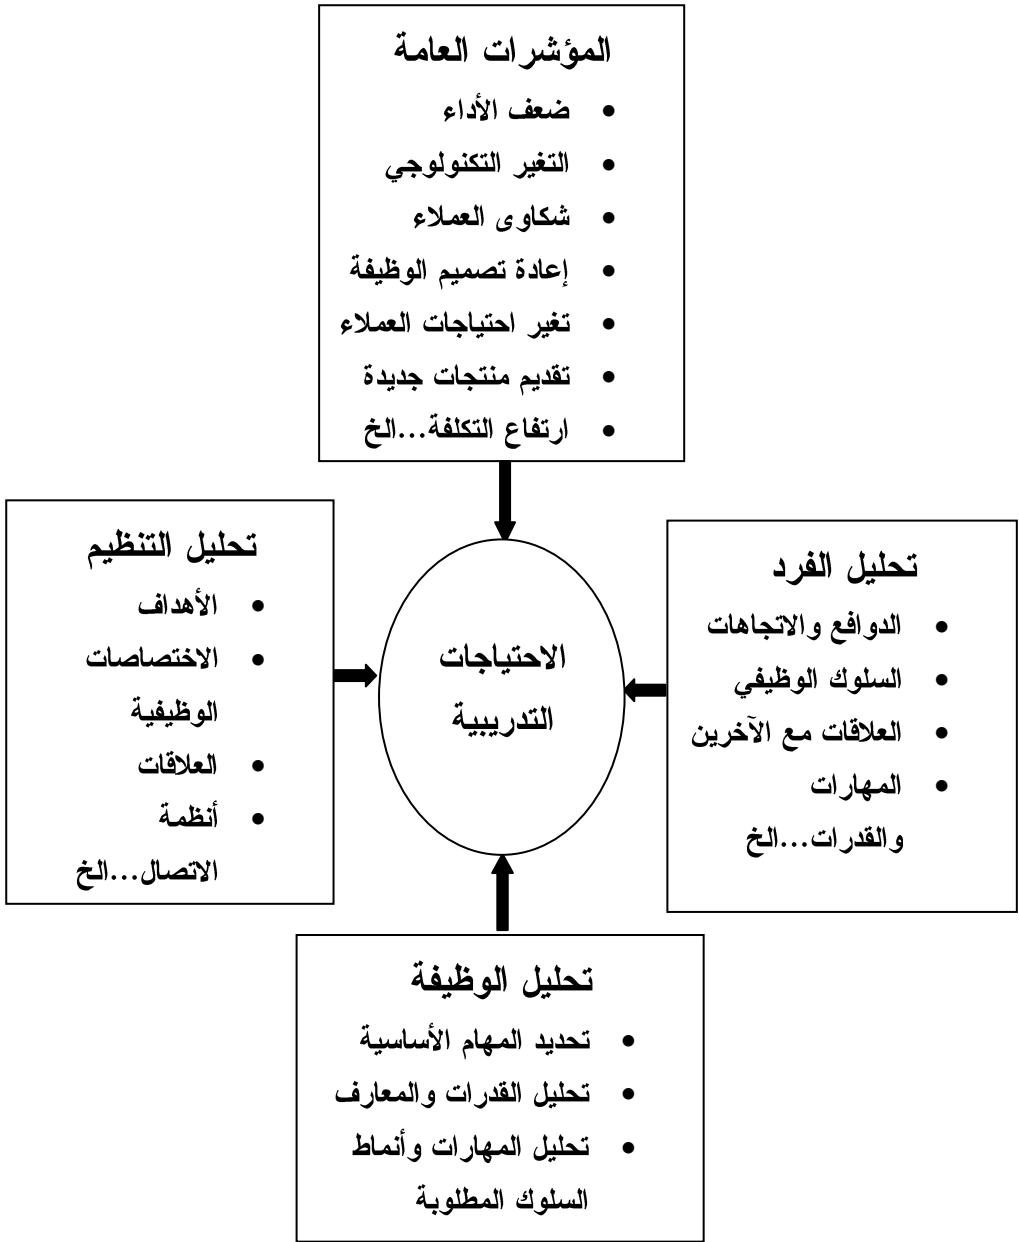 المؤشرات العامة
• ضعف الأداء
• التغير التكنولوجي
• شكاوى العملاء
• إعادة تصميم الوظيفة
• تغير احتياجات العملاء
• تقديم منتجات جديدة
• ارتفاع التكلفة...الخ
تحليل الفرد
• الدوافع والاتجاهات
• السلوك الوظيفي
• العلاقات مع الآخرين
• المهارات
والقدرات...الخ
الاحتياجات
التدريبية
تحليل التنظيم
• الأهداف
• الاختصاصات
الوظيفية
• العلاقات
• أنظمة
الاتصال...الخ
تحليل الوظيفة
• تحديد المهام الأساسية
• تحليل القدرات والمعارف
• تحليل المهارات وأنماط
السلوك المطلوبة